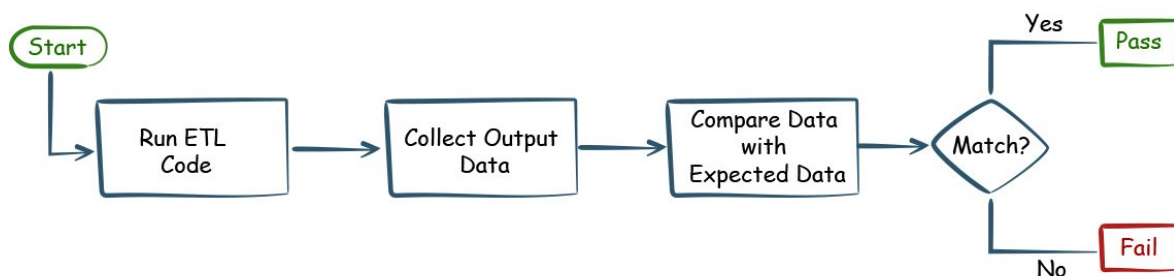 Start
Run ETL
Code
Collect Output
Data
Compare Data
with
Expected Data
Match?
Yes
Pass
No
Fail